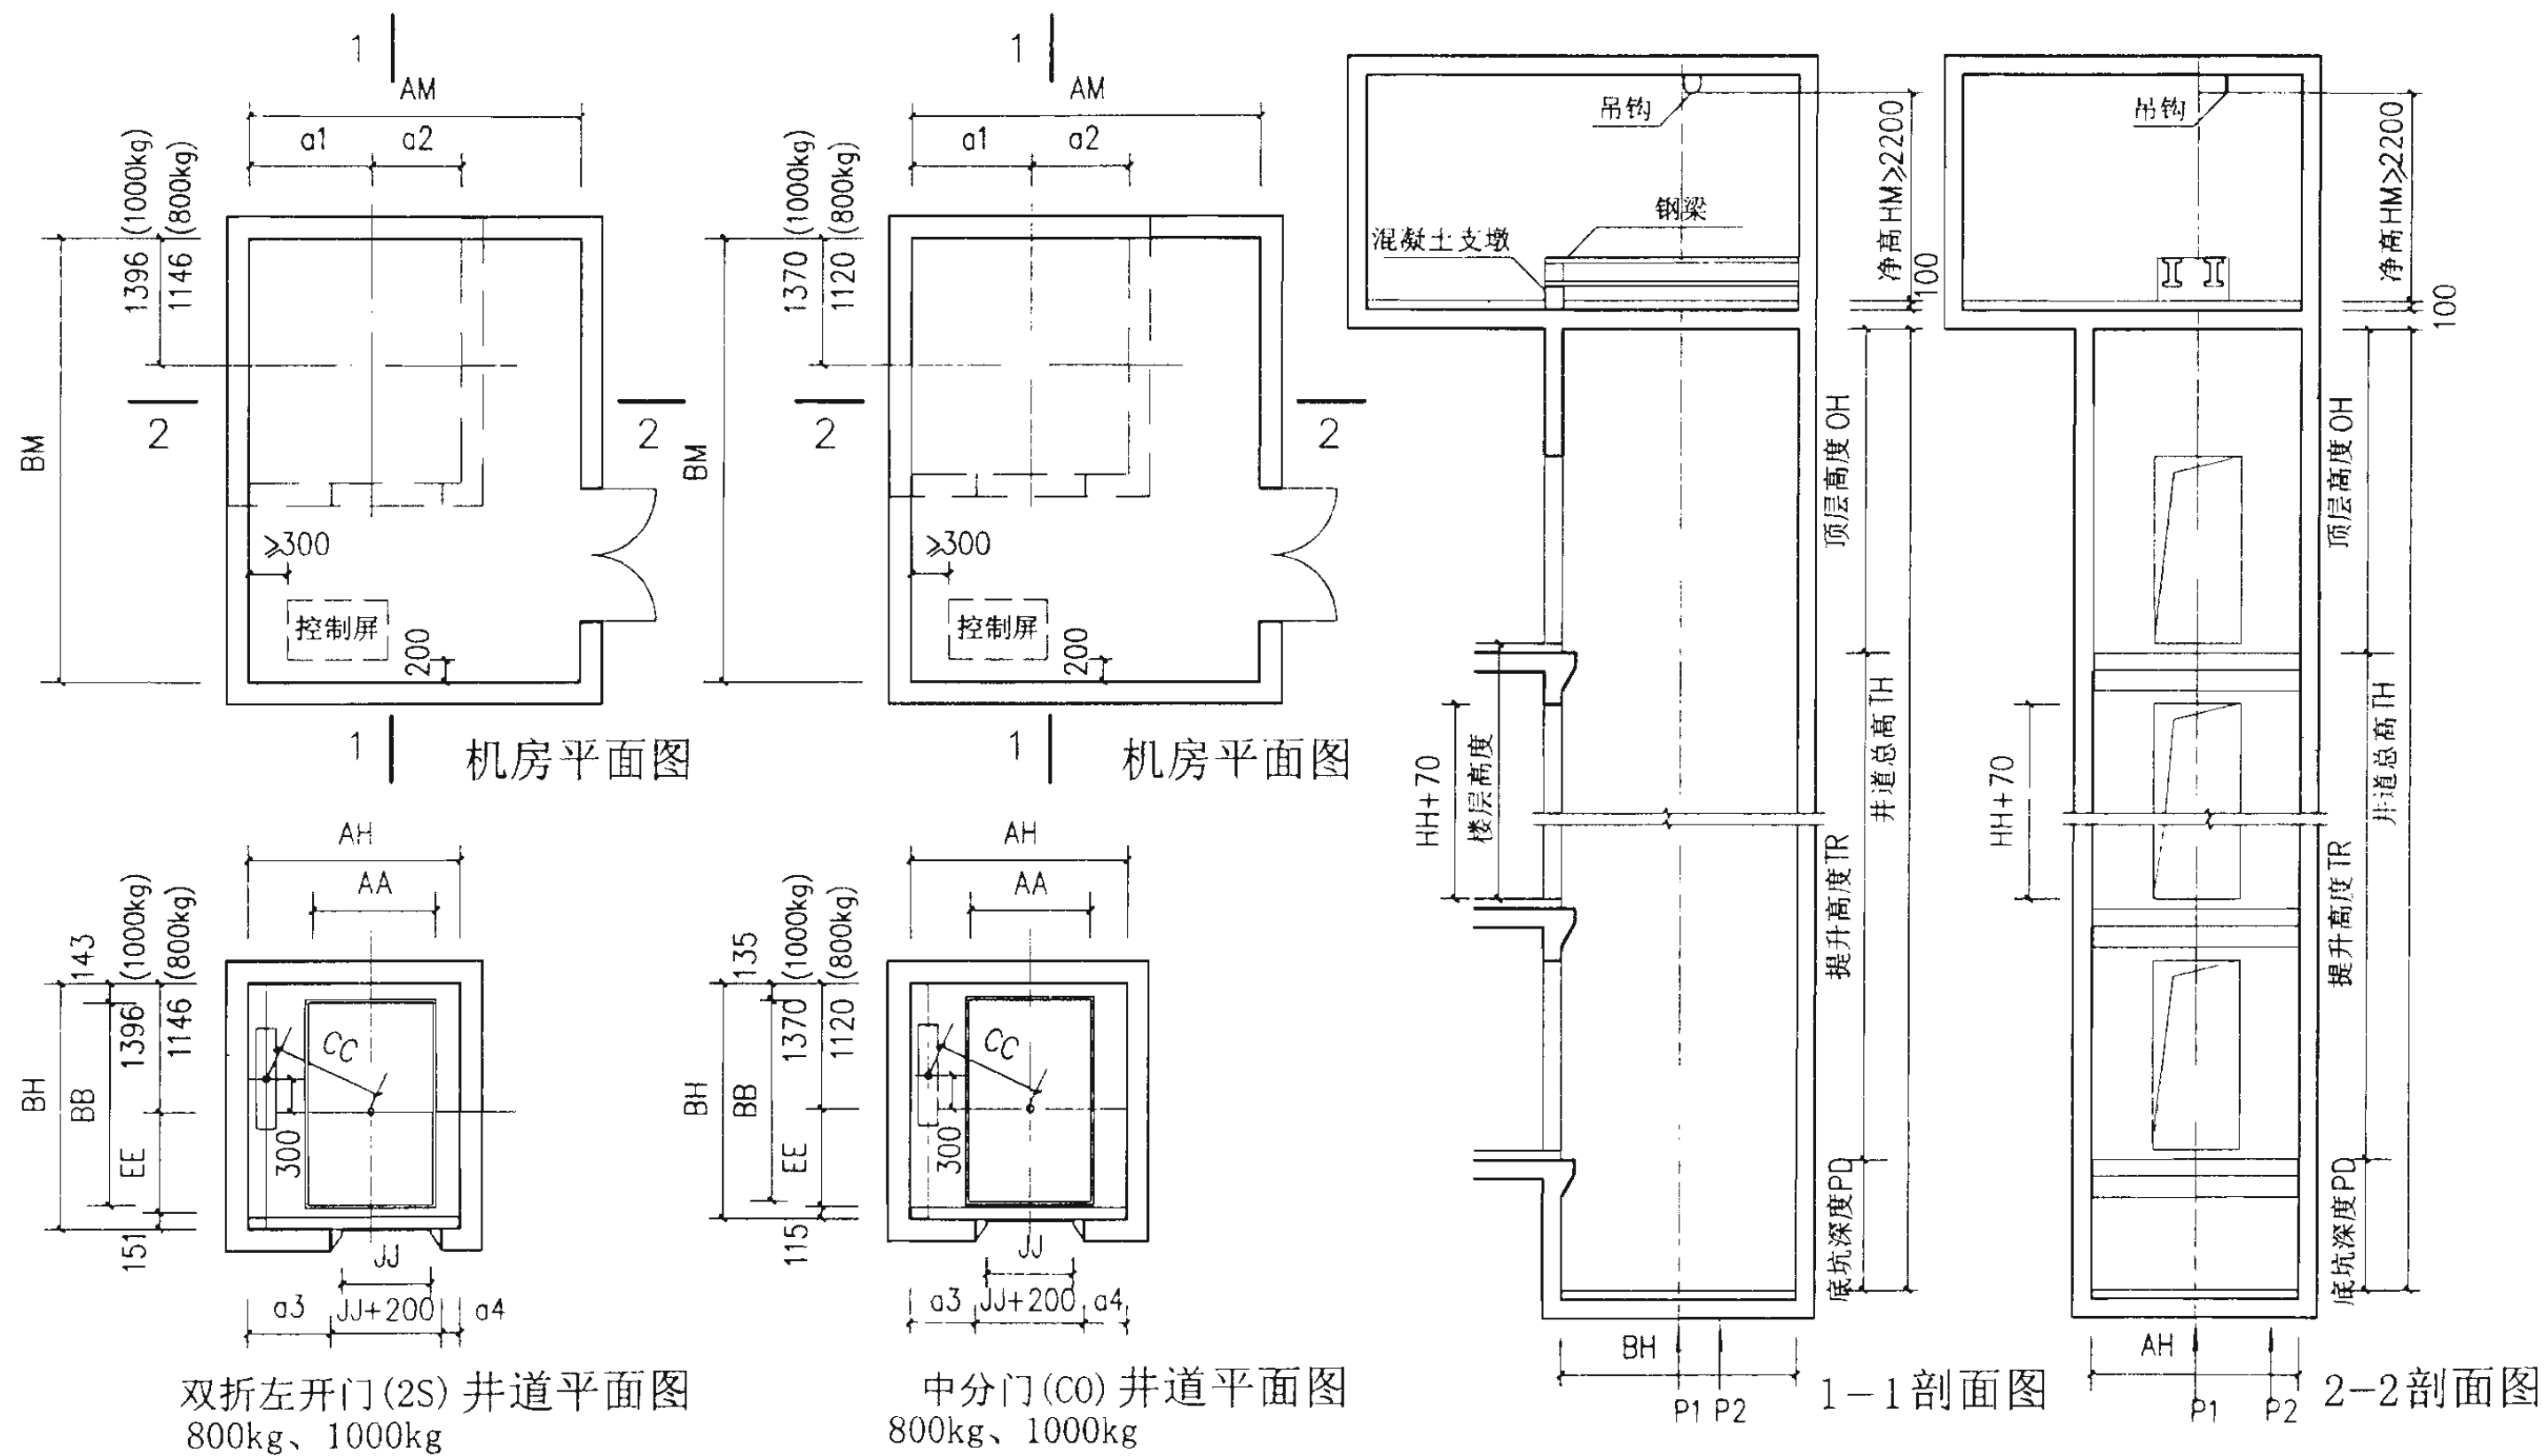 1
AM
a1 a2
1396 (1000kg)
1146 (800kg)
BM
2 2
≥300
控制屏
200
1
机房平面图
1
AM
a1 a2
1370 (1000kg)
1120 (800kg)
BM
2 2
≥300
控制屏
200
1
机房平面图
AH
AA
143
1396 (1000kg)
1146 (800kg)
BH
BB
EE
CC
300
151
JJ
a3 JJ+200 a4
双折左开门(2S)井道平面图
800kg、1000kg
AH
AA
135
1370 (1000kg)
1120 (800kg)
BH
BB
EE
CC
300
115
JJ
a3 JJ+200 a4
中分门(CO)井道平面图
800kg、1000kg
吊钩
钢梁
混凝土支墩
净高HM≥2200
100
顶层高度OH
井道总高TH
HH+70
楼层高度
提升高度TR
底坑深度PD
BH
P1 P2
1-1剖面图
吊钩
净高HM≥2200
100
顶层高度OH
井道总高TH
HH+70
提升高度TR
底坑深度PD
AH
P1 P2
2-2剖面图